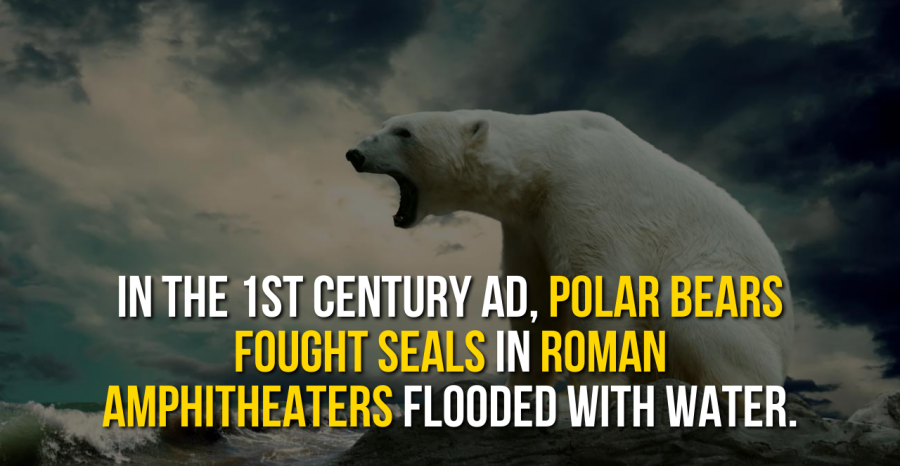 IN THE 1ST CENTURY AD, POLAR BEARS
FOUGHT SEALS IN ROMAN
AMPHITHEATERS FLOODED WITH WATER.